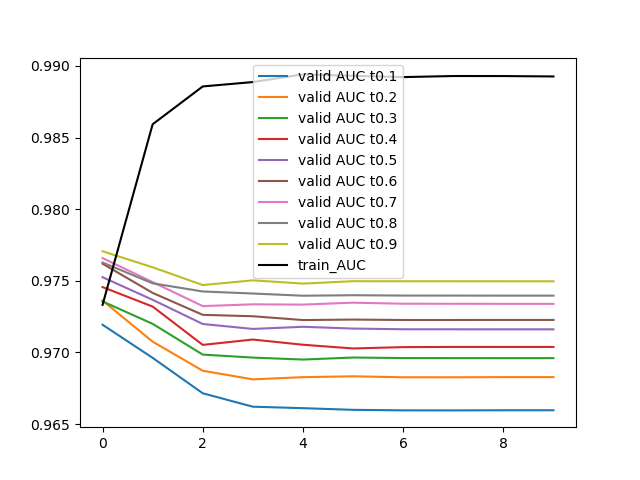 0.990
0.985
0.980
0.975
0.970
0.965
0 2 4 6 8
valid AUC t0.1
valid AUC t0.2
valid AUC t0.3
valid AUC t0.4
valid AUC t0.5
valid AUC t0.6
valid AUC t0.7
valid AUC t0.8
valid AUC t0.9
train_AUC